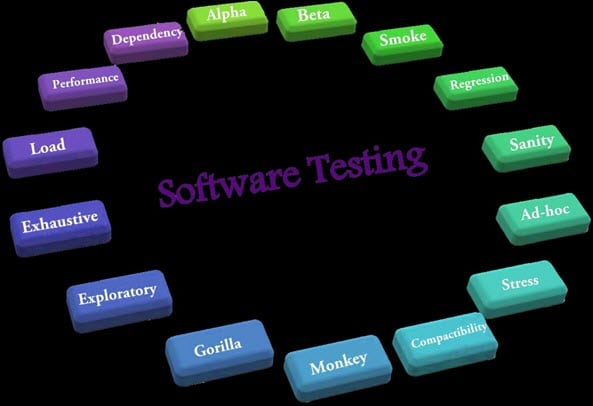 Alpha
Beta
Smoke
Regression
Sanity
Ad-hoc
Stress
Compactibility
Monkey
Gorilla
Exploratory
Exhaustive
Load
Performance
Dependency
Software Testing